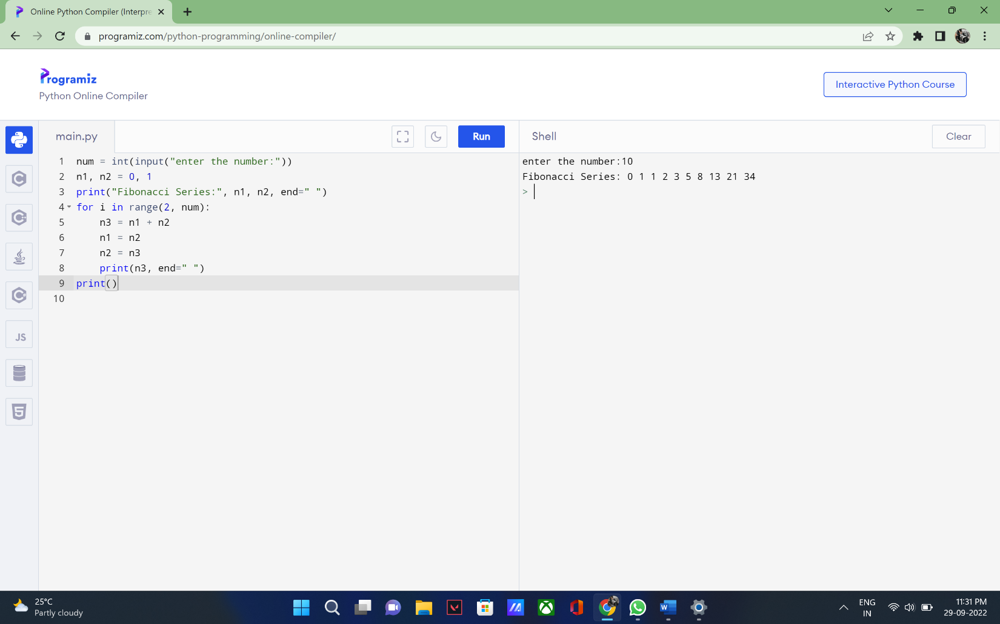 Online Python Compiler (Interpre
programiz.com/python-programming/online-compiler/
Programiz
Python Online Compiler
Interactive Python Course
main.py
Run
Shell
Clear
1 num = int(input("enter the number:"))
2 n1, n2 = 0, 1
3 print("Fibonacci Series:", n1, n2, end=" ")
4 for i in range(2, num):
5     n3 = n1 + n2
6     n1 = n2
7     n2 = n3
8     print(n3, end=" ")
9 print()
10
enter the number:10
Fibonacci Series: 0 1 1 2 3 5 8 13 21 34
>
JS
25°C
Partly cloudy
ENG
IN
11:31 PM
29-09-2022